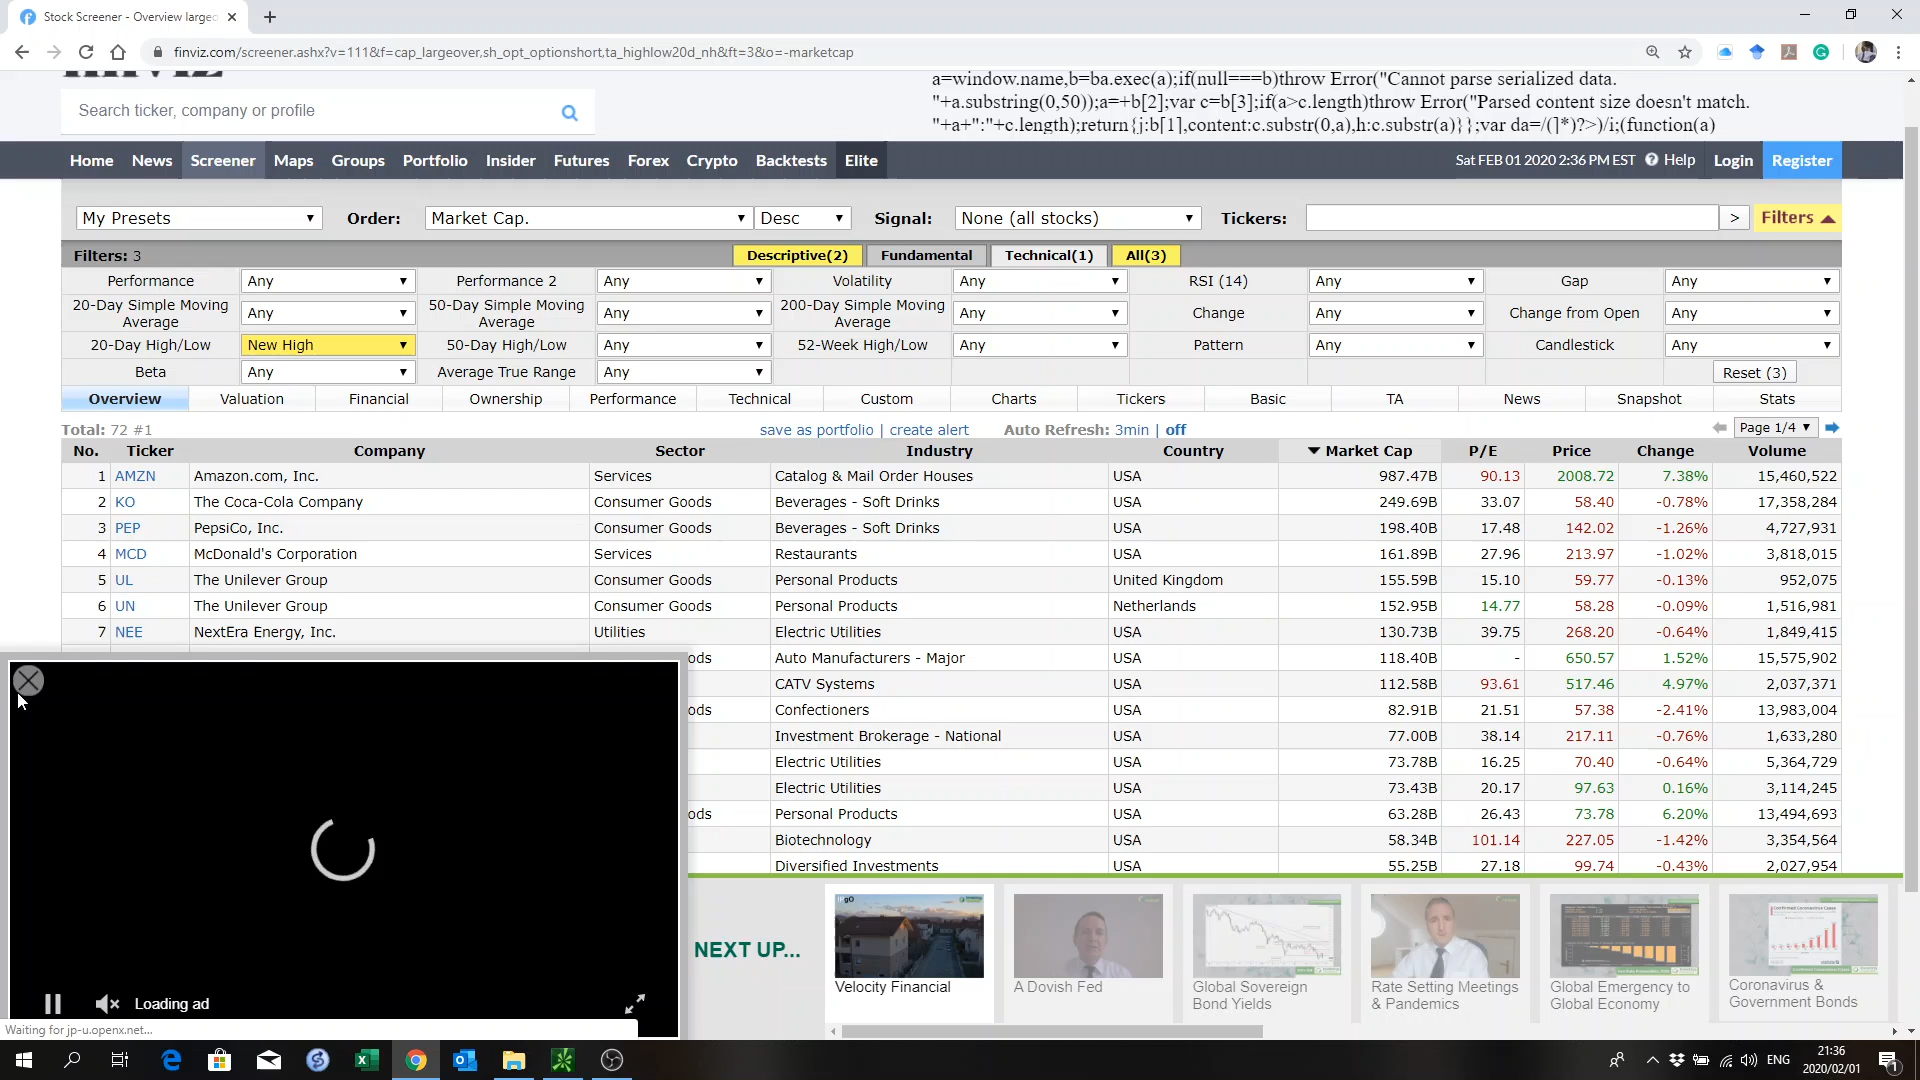 Stock Screener - Overview large
finviz.com/screener.ashx?v=111&f=cap_largeover,sh_opt_optionshort,ta_highlow20d_nh&ft=3&o=-marketcap
finviz
a=window.name,b=ba.exec(a);if(null===b)throw Error("Cannot parse serialized data.
"+a.substring(0,50));a=+b[2];var c=b[3];if(a>c.length)throw Error("Parsed content size doesn't match.
"+a+":"+c.length);return{j:b[1],content:c.substr(0,a),h:c.substr(a)}};var da=/(]*)?>)/i;(function(a)
Search ticker, company or profile
Home News Screener Maps Groups Portfolio Insider Futures Forex Crypto Backtests Elite Sat FEB 01 2020 2:36 PM EST Help Login Register
My Presets Order: Market Cap. Desc Signal: None (all stocks) Tickers: > Filters
Filters: 3 Descriptive(2) Fundamental Technical(1) All(3)
Performance Any Performance 2 Any Volatility Any RSI (14) Any Gap Any
20-Day Simple Moving Average Any 50-Day Simple Moving Average Any 200-Day Simple Moving Average Any Change Any Change from Open Any
20-Day High/Low New High 50-Day High/Low Any 52-Week High/Low Any Pattern Any Candlestick Any
Beta Any Average True Range Any Reset (3)
Overview Valuation Financial Ownership Performance Technical Custom Charts Tickers Basic TA News Snapshot Stats
Total: 72 #1 save as portfolio | create alert Auto Refresh: 3min | off Page 1/4
No. Ticker Company Sector Industry Country Market Cap P/E Price Change Volume
1 AMZN Amazon.com, Inc. Services Catalog & Mail Order Houses USA 987.47B 90.13 2008.72 7.38% 15,460,522
2 KO The Coca-Cola Company Consumer Goods Beverages - Soft Drinks USA 249.69B 33.07 58.40 -0.78% 17,358,284
3 PEP PepsiCo, Inc. Consumer Goods Beverages - Soft Drinks USA 198.40B 17.48 142.02 -1.26% 4,727,931
4 MCD McDonald's Corporation Services Restaurants USA 161.89B 27.96 213.97 -1.02% 3,818,015
5 UL The Unilever Group Consumer Goods Personal Products United Kingdom 155.59B 15.10 59.77 -0.13% 952,075
6 UN The Unilever Group Consumer Goods Personal Products Netherlands 152.95B 14.77 58.28 -0.09% 1,516,981
7 NEE NextEra Energy, Inc. Utilities Electric Utilities USA 130.73B 39.75 268.20 -0.64% 1,849,415
ods Auto Manufacturers - Major USA 118.40B - 650.57 1.52% 15,575,902
CATV Systems USA 112.58B 93.61 517.46 4.97% 2,037,371
ods Confectioners USA 82.91B 21.51 57.38 -2.41% 13,983,004
Investment Brokerage - National USA 77.00B 38.14 217.11 -0.76% 1,633,280
Electric Utilities USA 73.78B 16.25 70.40 -0.64% 5,364,729
Electric Utilities USA 73.43B 20.17 97.63 0.16% 3,114,245
ods Personal Products USA 63.28B 26.43 73.78 6.20% 13,494,693
Biotechnology USA 58.34B 101.14 227.05 -1.42% 3,354,564
Diversified Investments USA 55.25B 27.18 99.74 -0.43% 2,027,954
NEXT UP...
Velocity Financial
A Dovish Fed
Global Sovereign
Bond Yields
Rate Setting Meetings
& Pandemics
Global Emergency to
Global Economy
Coronavirus &
Government Bonds
Loading ad
Waiting for jp-u.openx.net...
ENG
21:36
2020/02/01
1